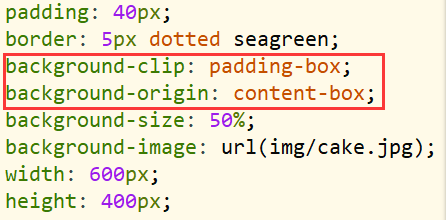 padding: 40px;
border: 5px dotted seagreen;
background-clip: padding-box;
background-origin: content-box;
background-size: 50%;
background-image: url(img/cake.jpg);
width: 600px;
height: 400px;